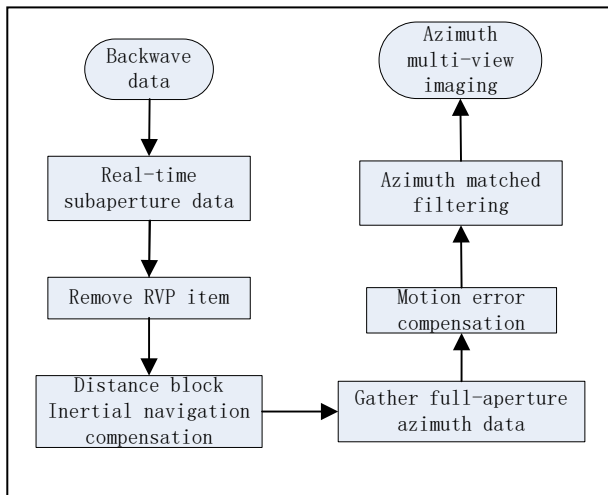 Backwave
data
Real-time
subaperture data
Remove RVP item
Distance block
Inertial navigation
compensation
Gather full-aperture
azimuth data
Motion error
compensation
Azimuth matched
filtering
Azimuth
multi-view
imaging